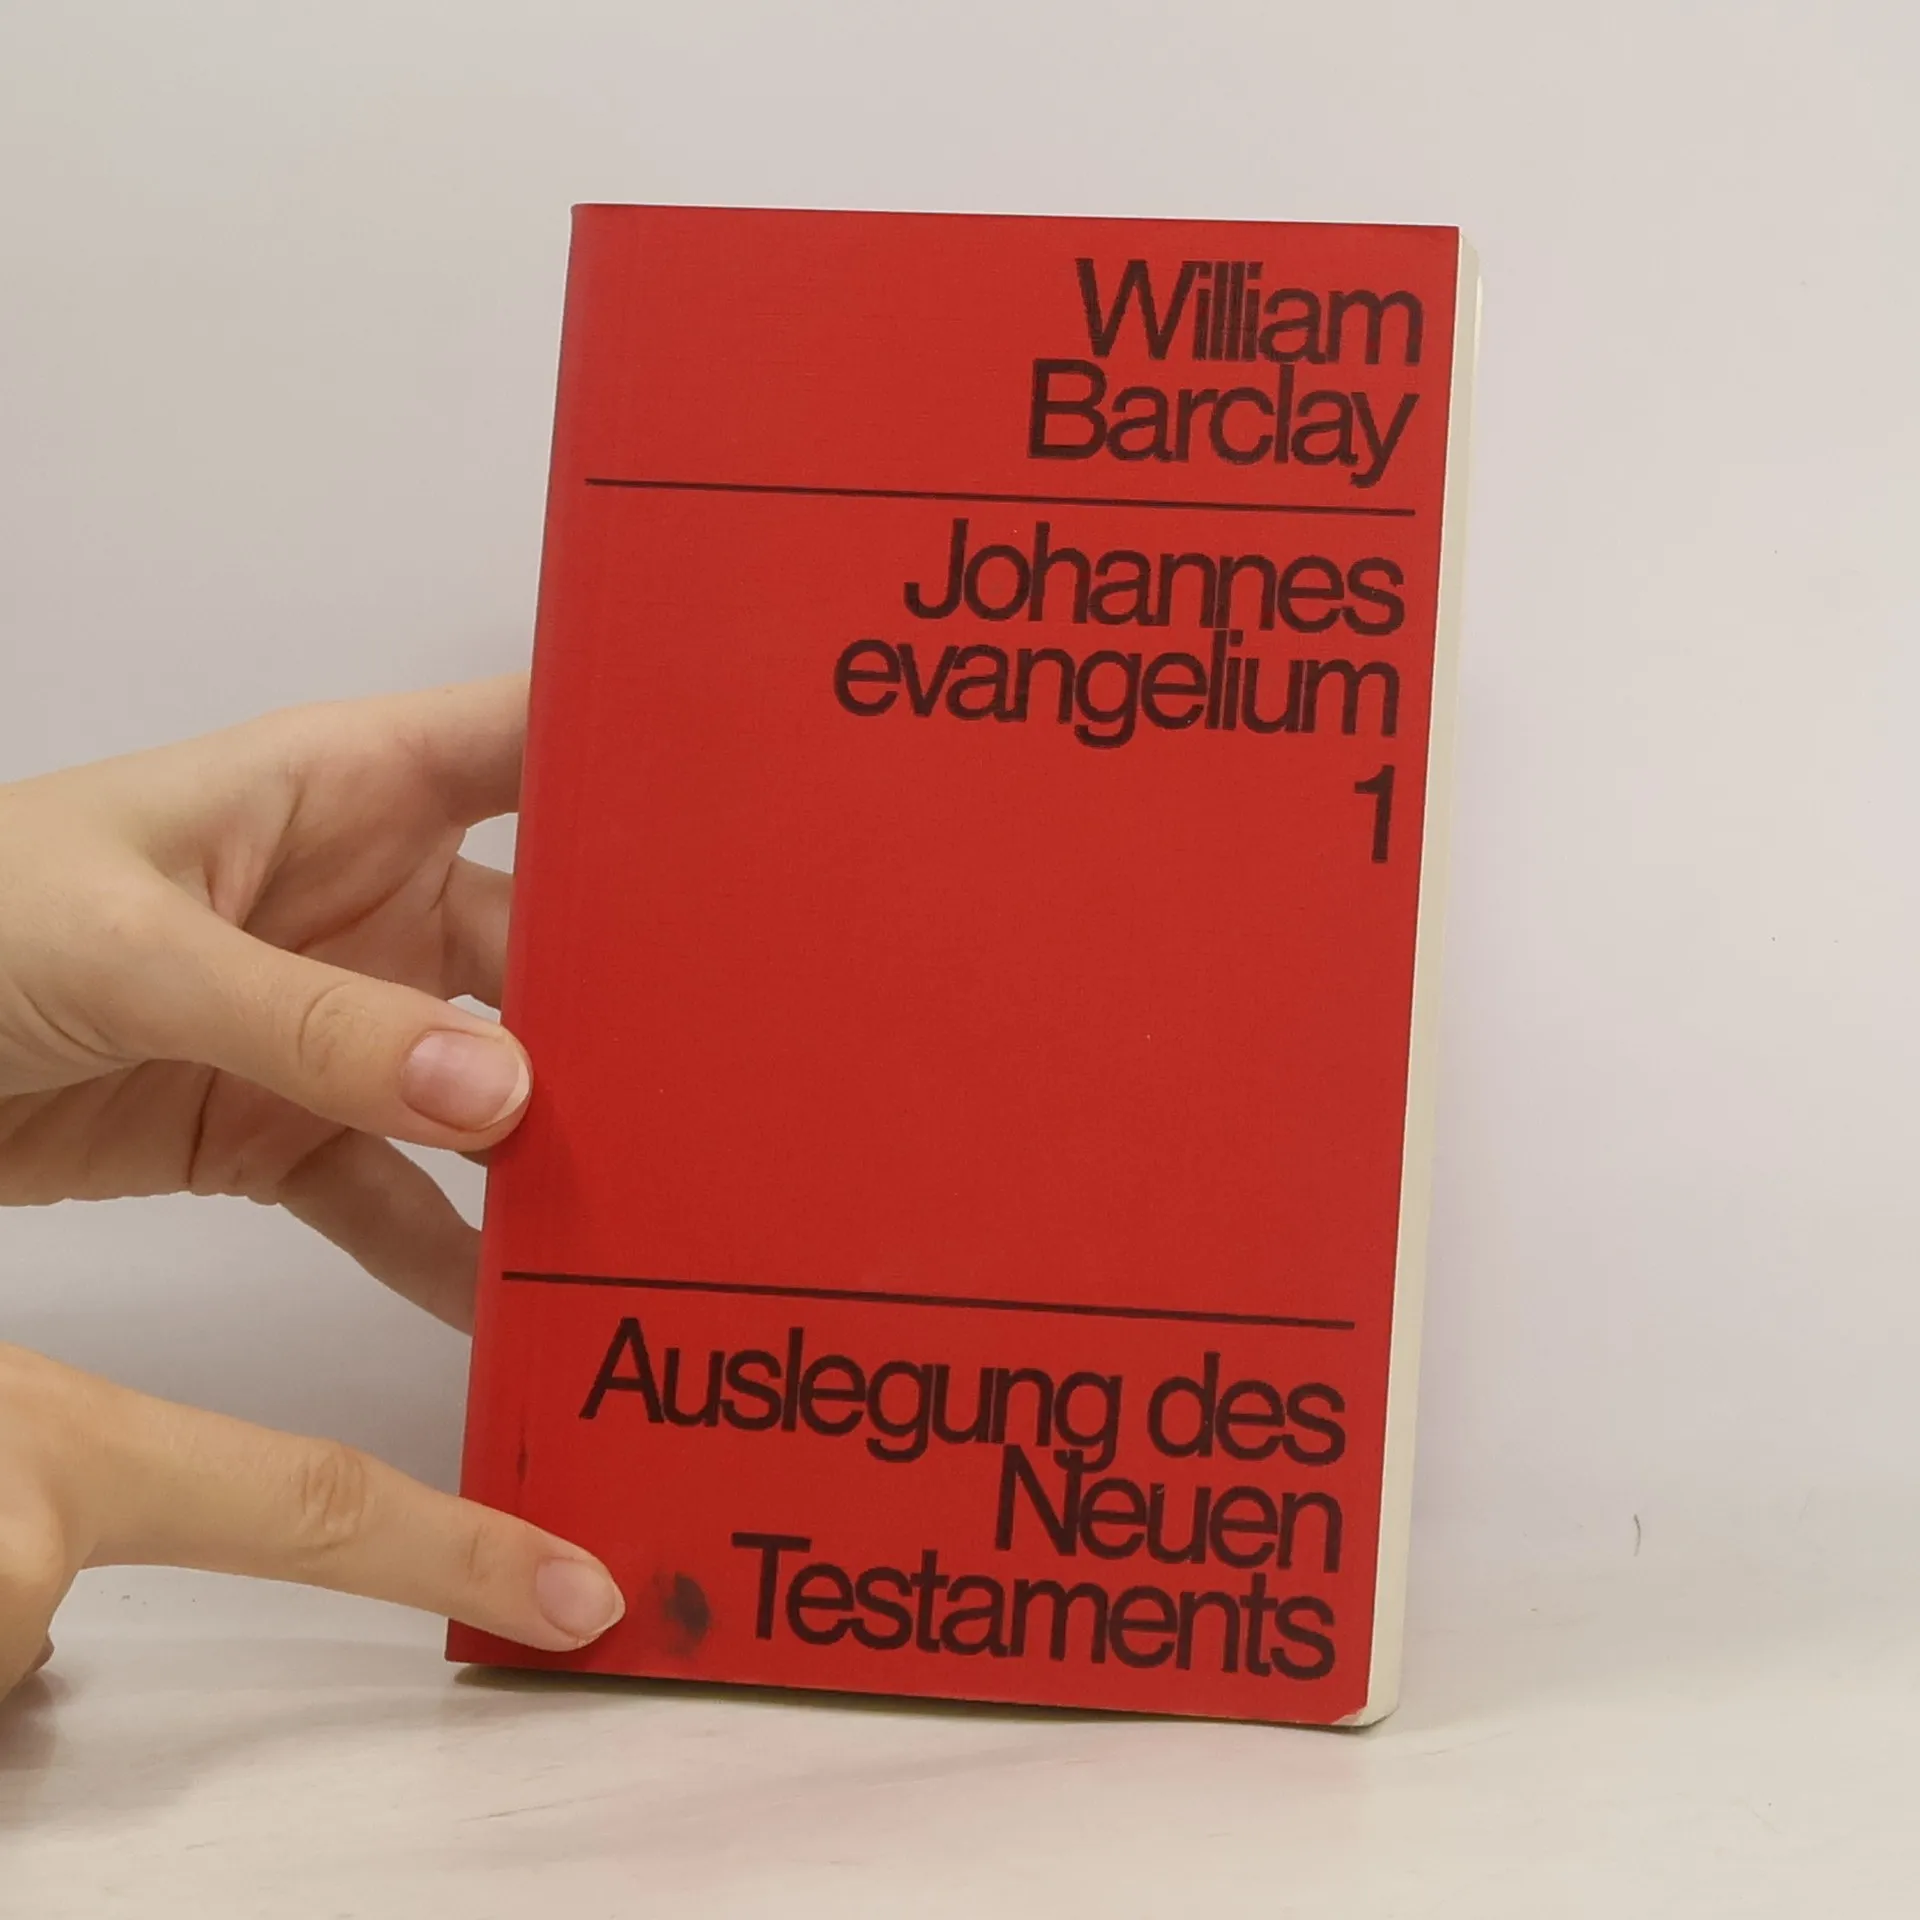 William
Barclay
Johannes
evangelium
1
Auslegung des
Neuen
Testaments